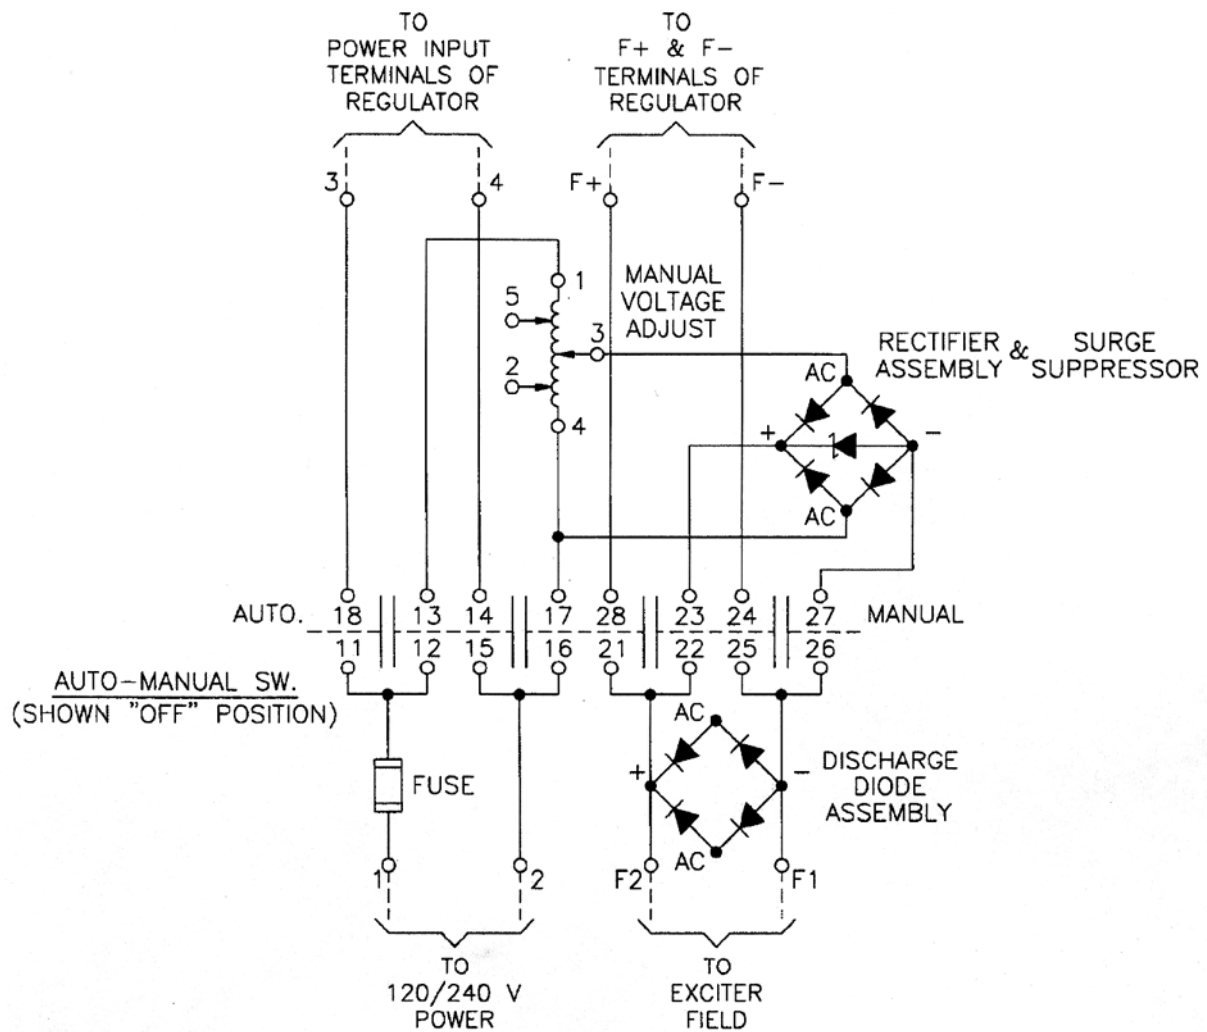 TO
POWER INPUT
TERMINALS OF
REGULATOR
TO
F+ & F-
TERMINALS OF
REGULATOR
3
4
F+
F-
1
5
MANUAL
VOLTAGE
ADJUST
3
2
4
RECTIFIER & SURGE
ASSEMBLY SUPPRESSOR
AC
+
-
AC
AUTO.
18
13
14
17
28
23
24
27
MANUAL
11
12
15
16
21
22
25
26
AUTO-MANUAL SW.
(SHOWN "OFF" POSITION)
FUSE
AC
+
-
AC
DISCHARGE
DIODE
ASSEMBLY
1
2
F2
F1
TO
120/240 V
POWER
TO
EXCITER
FIELD